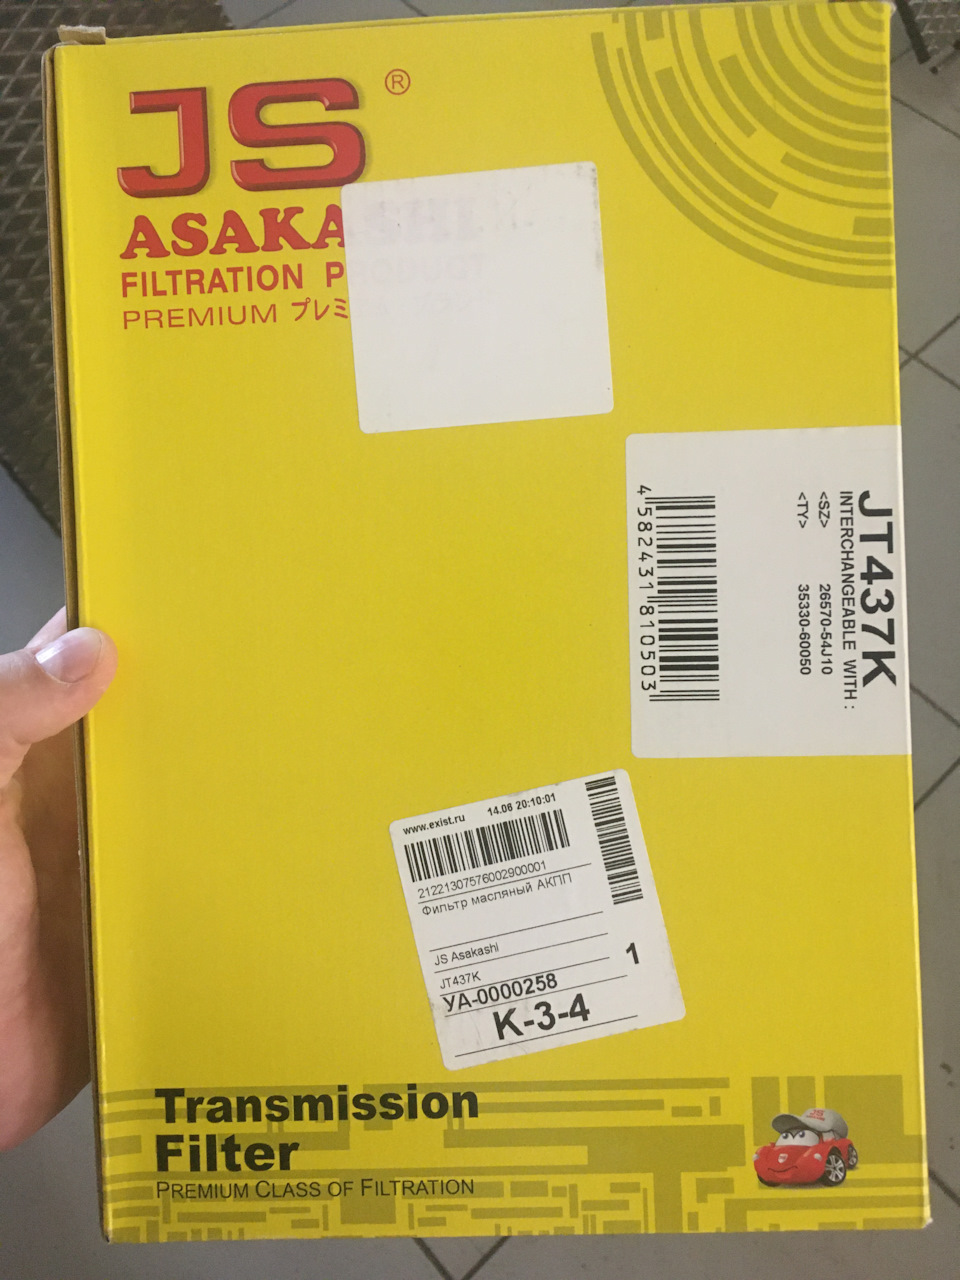 JS ®
ASAKA
FILTRATION PRODUCT
PREMIUM プレミ
JT437K
INTERCHANGEABLE WITH :
<SZ> 26570-54J10
<TY> 35330-60050
4 582431 810503
www.exist.ru 14.08 20:10:01
21221307576002900001
Фильтр масляный АКПП
JS Asakashi
JT437K
1
УА-0000258
K-3-4
Transmission
Filter
PREMIUM CLASS OF FILTRATION